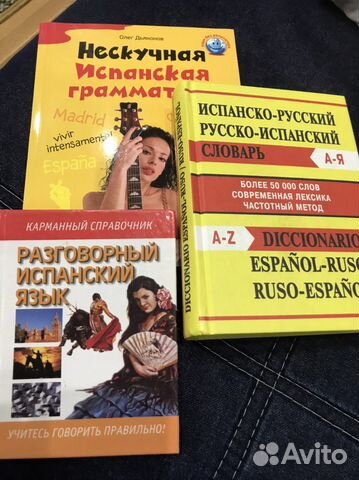 Олег Дьяконов
Нескучная
Испанская
граммат
Madrid
vivir
intensamente
España
ИСПАНСКО-РУССКИЙ
РУССКО-ИСПАНСКИЙ
СЛОВАРЬ
А-Я
БОЛЕЕ 50 000 СЛОВ
СОВРЕМЕННАЯ ЛЕКСИКА
ЧАСТОТНЫЙ МЕТОД
A-Z
DICCIONARIO
ESPAÑOL-RUSO
RUSO-ESPAÑO
КАРМАННЫЙ СПРАВОЧНИК
РАЗГОВОРНЫЙ
ИСПАНСКИЙ
ЯЗЫК
УЧИТЕСЬ ГОВОРИТЬ ПРАВИЛЬНО!
Avito